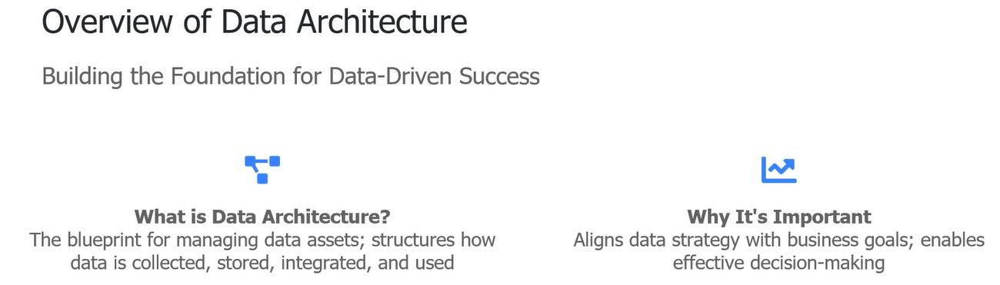 Overview of Data Architecture
Building the Foundation for Data-Driven Success
What is Data Architecture?
The blueprint for managing data assets; structures how
data is collected, stored, integrated, and used
Why It's Important
Aligns data strategy with business goals; enables
effective decision-making